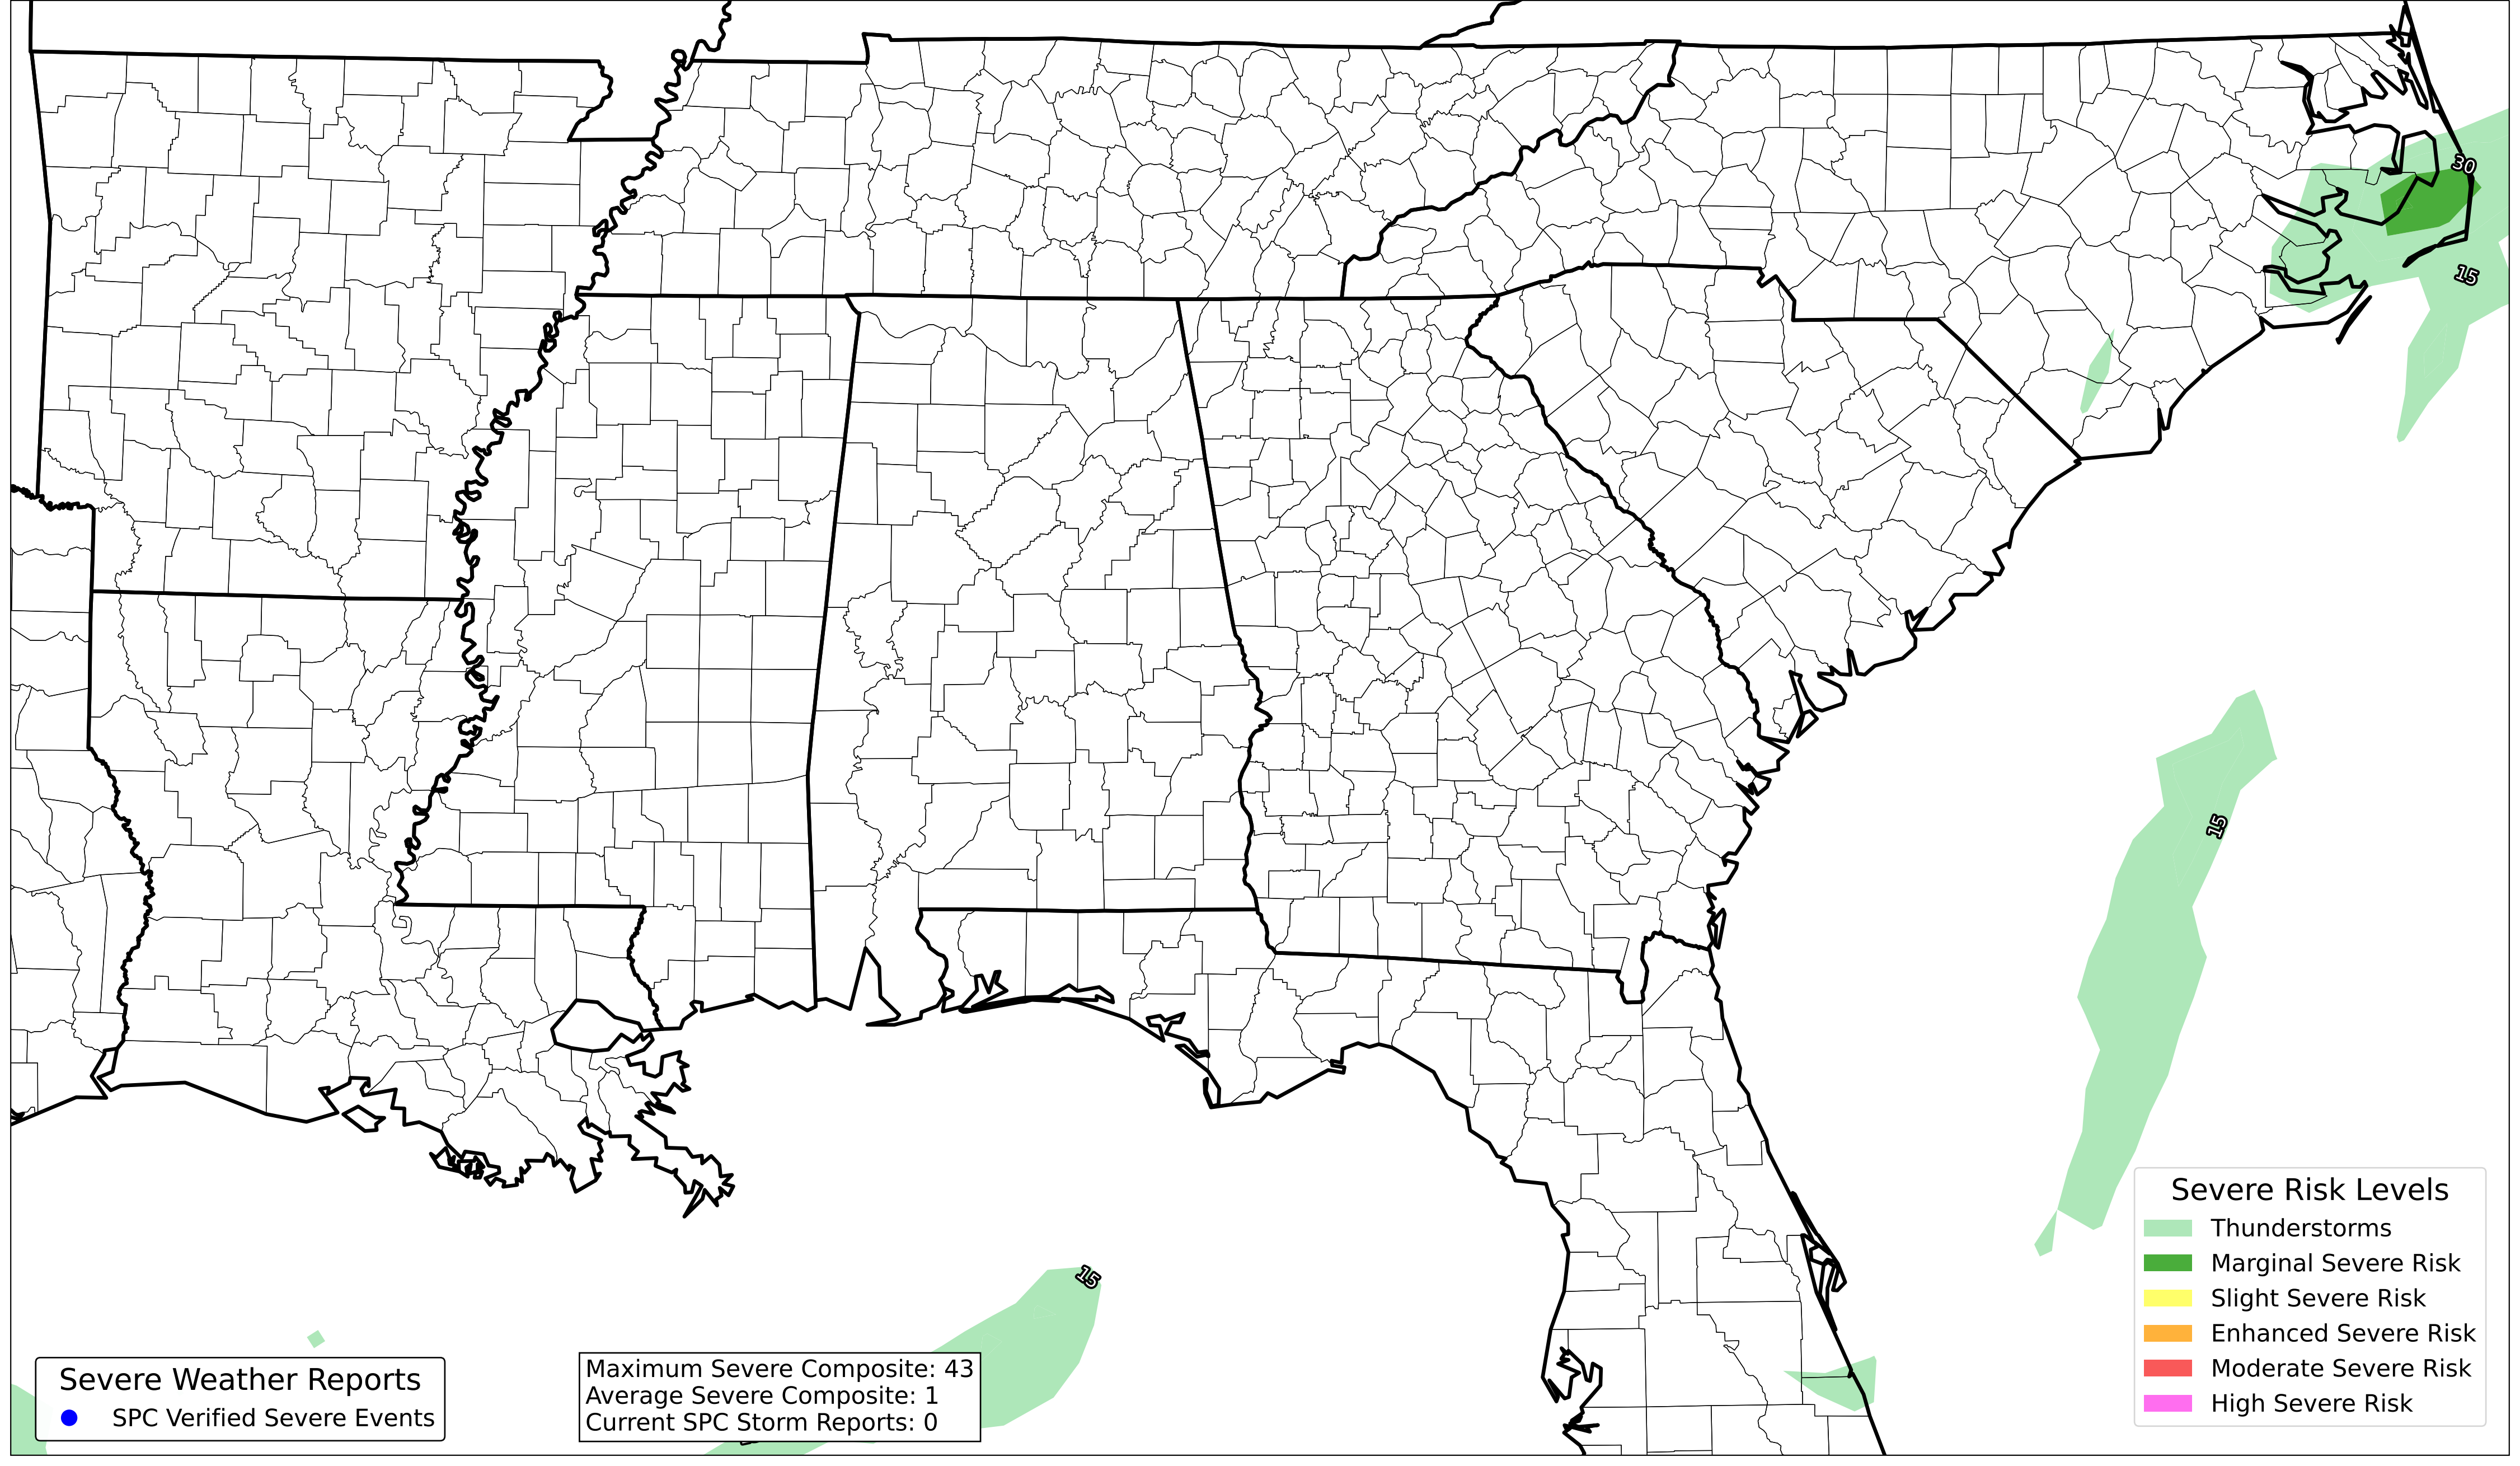 30
15
15
15
Severe Weather Reports
SPC Verified Severe Events
Maximum Severe Composite: 43
Average Severe Composite: 1
Current SPC Storm Reports: 0
Severe Risk Levels
Thunderstorms
Marginal Severe Risk
Slight Severe Risk
Enhanced Severe Risk
Moderate Severe Risk
High Severe Risk